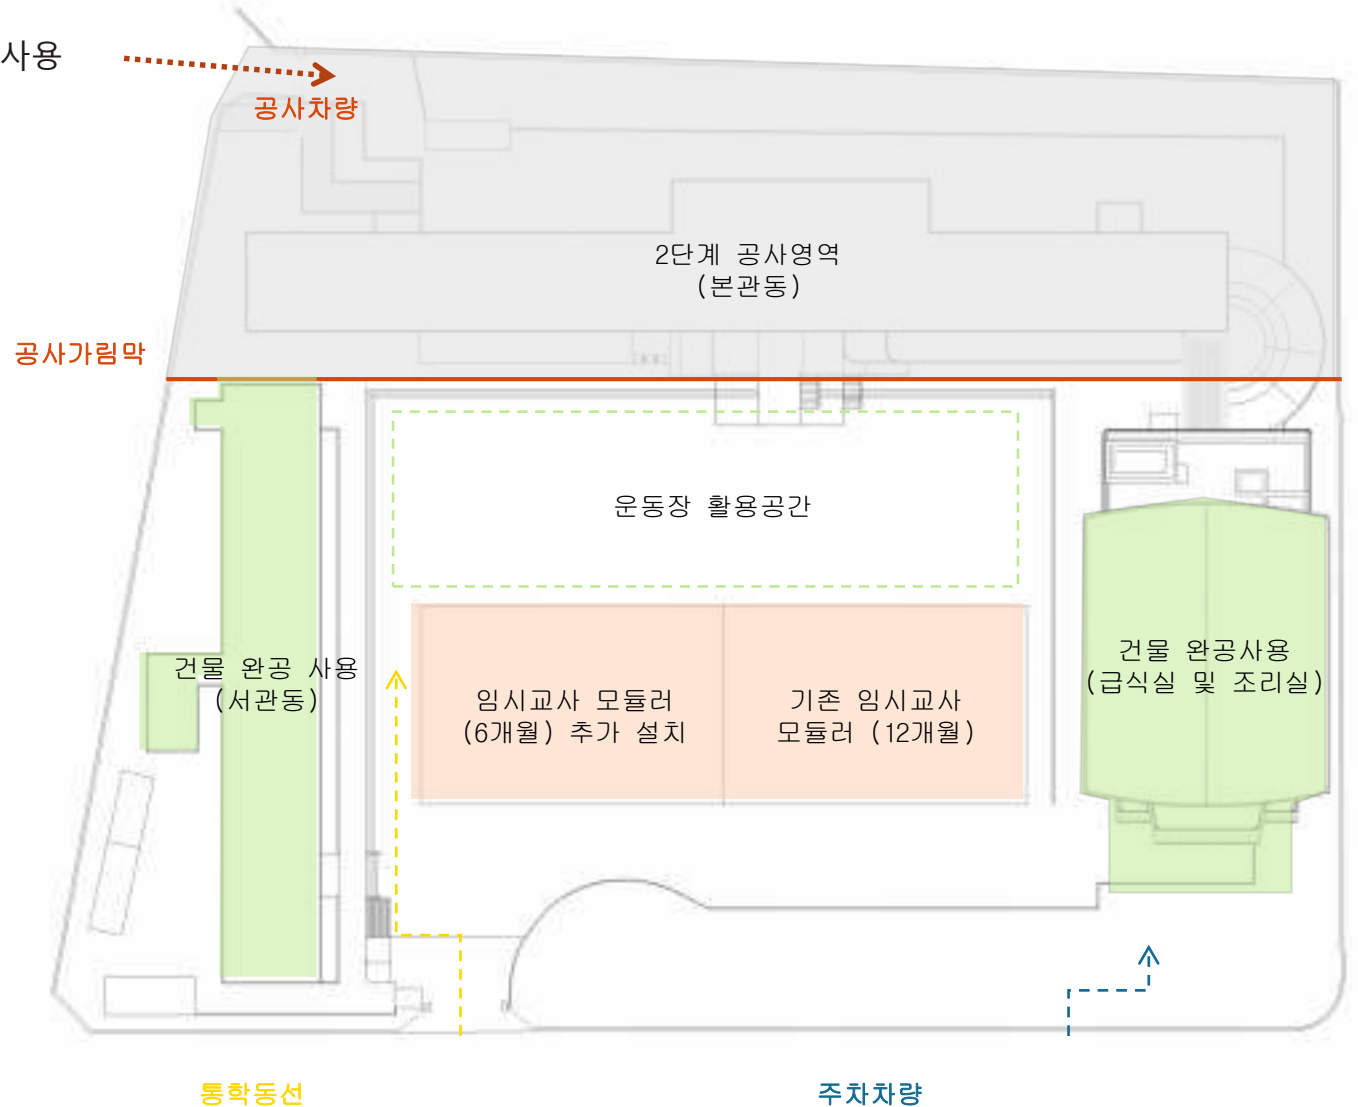 사용
공사차량
2단계 공사영역
(본관동)
공사가림막
운동장 활용공간
건물 완공 사용
(서관동)
임시교사 모듈러
(6개월) 추가 설치
기존 임시교사
모듈러 (12개월)
건물 완공사용
(급식실 및 조리실)
통학동선
주차차량